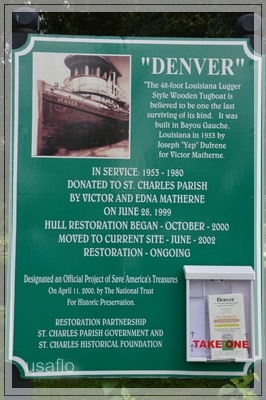 "DENVER"
"The 48-foot Louisiana Lugger
Style Wooden Tugboat is
believed to be one the last
surviving of its kind. It was
built in Bayou Gauche,
Louisiana in 1953 by
Joseph "Yep" Dufrene
for Victor Matherne.
DENVER
IN SERVICE: 1953 - 1980
DONATED TO ST. CHARLES PARISH
BY VICTOR AND EDNA MATHERNE
ON JUNE 28, 1999
HULL RESTORATION BEGAN - OCTOBER - 2000
MOVED TO CURRENT SITE - JUNE - 2002
RESTORATION - ONGOING
Designated an Official Project of Save America's Treasures
On April 11, 2000, by The National Trust
For Historic Preservation.
RESTORATION PARTNERSHIP
ST. CHARLES PARISH GOVERNMENT AND
ST. CHARLES HISTORICAL FOUNDATION
Denver
TAKE ONE
usaflo